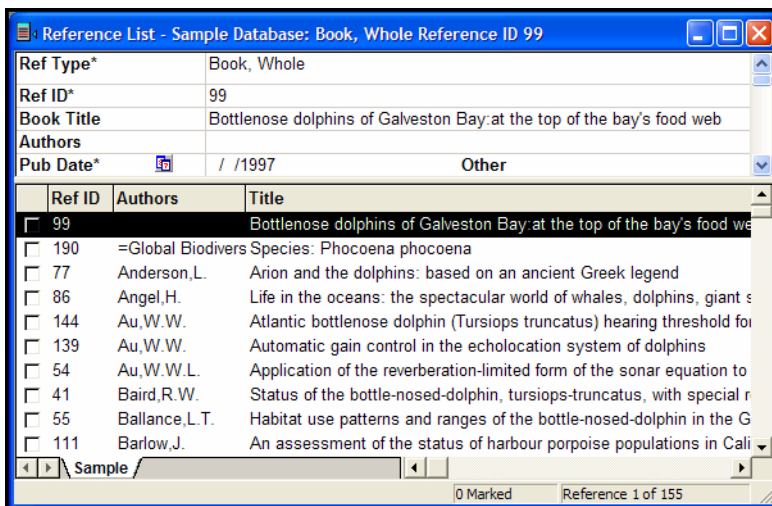 Reference List - Sample Database: Book, Whole Reference ID 99
Ref Type* Book, Whole
Ref ID* 99
Book Title Bottlenose dolphins of Galveston Bay:at the top of the bay's food web
Authors
Pub Date* / /1997 Other
Ref ID Authors Title
99 Bottlenose dolphins of Galveston Bay:at the top of the bay's food we
190 =Global Biodivers Species: Phocoena phocoena
77 Anderson,L. Arion and the dolphins: based on an ancient Greek legend
86 Angel,H. Life in the oceans: the spectacular world of whales, dolphins, giant s
144 Au,W.W. Atlantic bottlenose dolphin (Tursiops truncatus) hearing threshold for
139 Au,W.W. Automatic gain control in the echolocation system of dolphins
54 Au,W.W.L. Application of the reverberation-limited form of the sonar equation to
41 Baird,R.W. Status of the bottle-nosed-dolphin, tursiops-truncatus, with special r
55 Ballance,L.T. Habitat use patterns and ranges of the bottle-nosed-dolphin in the G
111 Barlow,J. An assessment of the status of harbour porpoise populations in Cali
Sample
0 Marked Reference 1 of 155